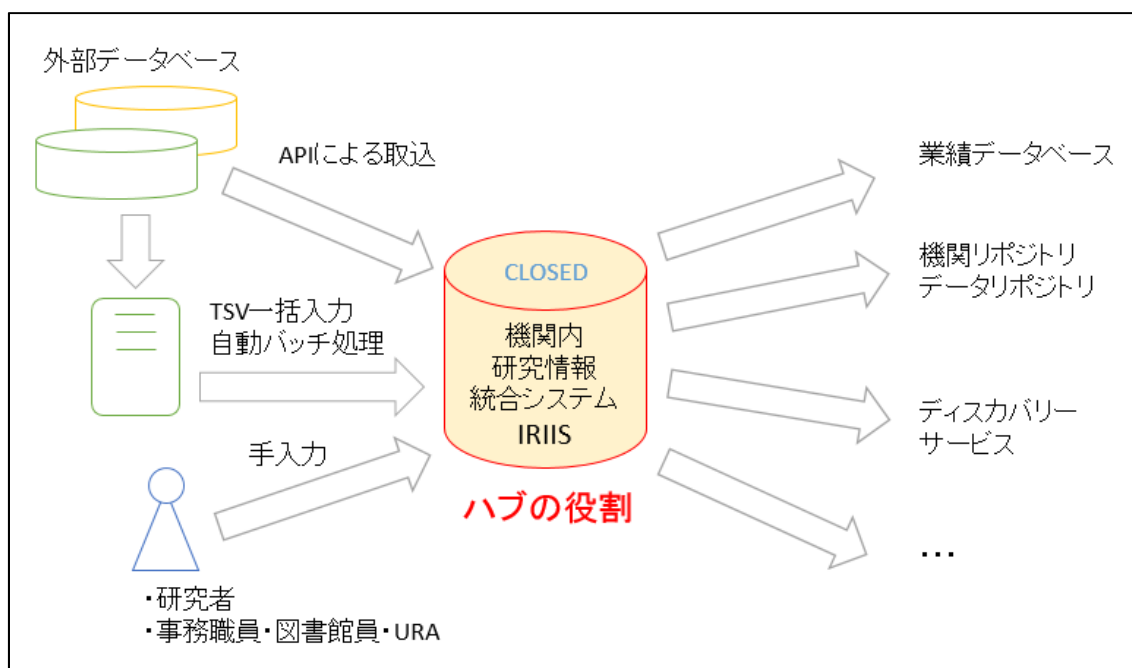 外部データベース
APIによる取込
TSV一括入力
自動バッチ処理
手入力
・研究者
・事務職員・図書館員・URA
CLOSED
機関内
研究情報
統合システム
IRIIS
ハブの役割
業績データベース
機関リポジトリ
データリポジトリ
ディスカバリー
サービス
・・・